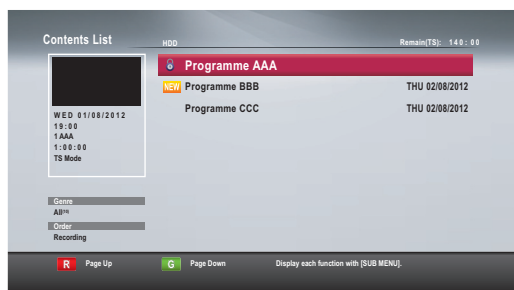 Contents List
HDD
Remain(TS): 140:00
Programme AAA
NEW Programme BBB THU 02/08/2012
Programme CCC THU 02/08/2012
WED 01/08/2012
19:00
1 AAA
1:00:00
TS Mode
Genre
All
Order
Recording
R Page Up G Page Down Display each function with [SUB MENU].